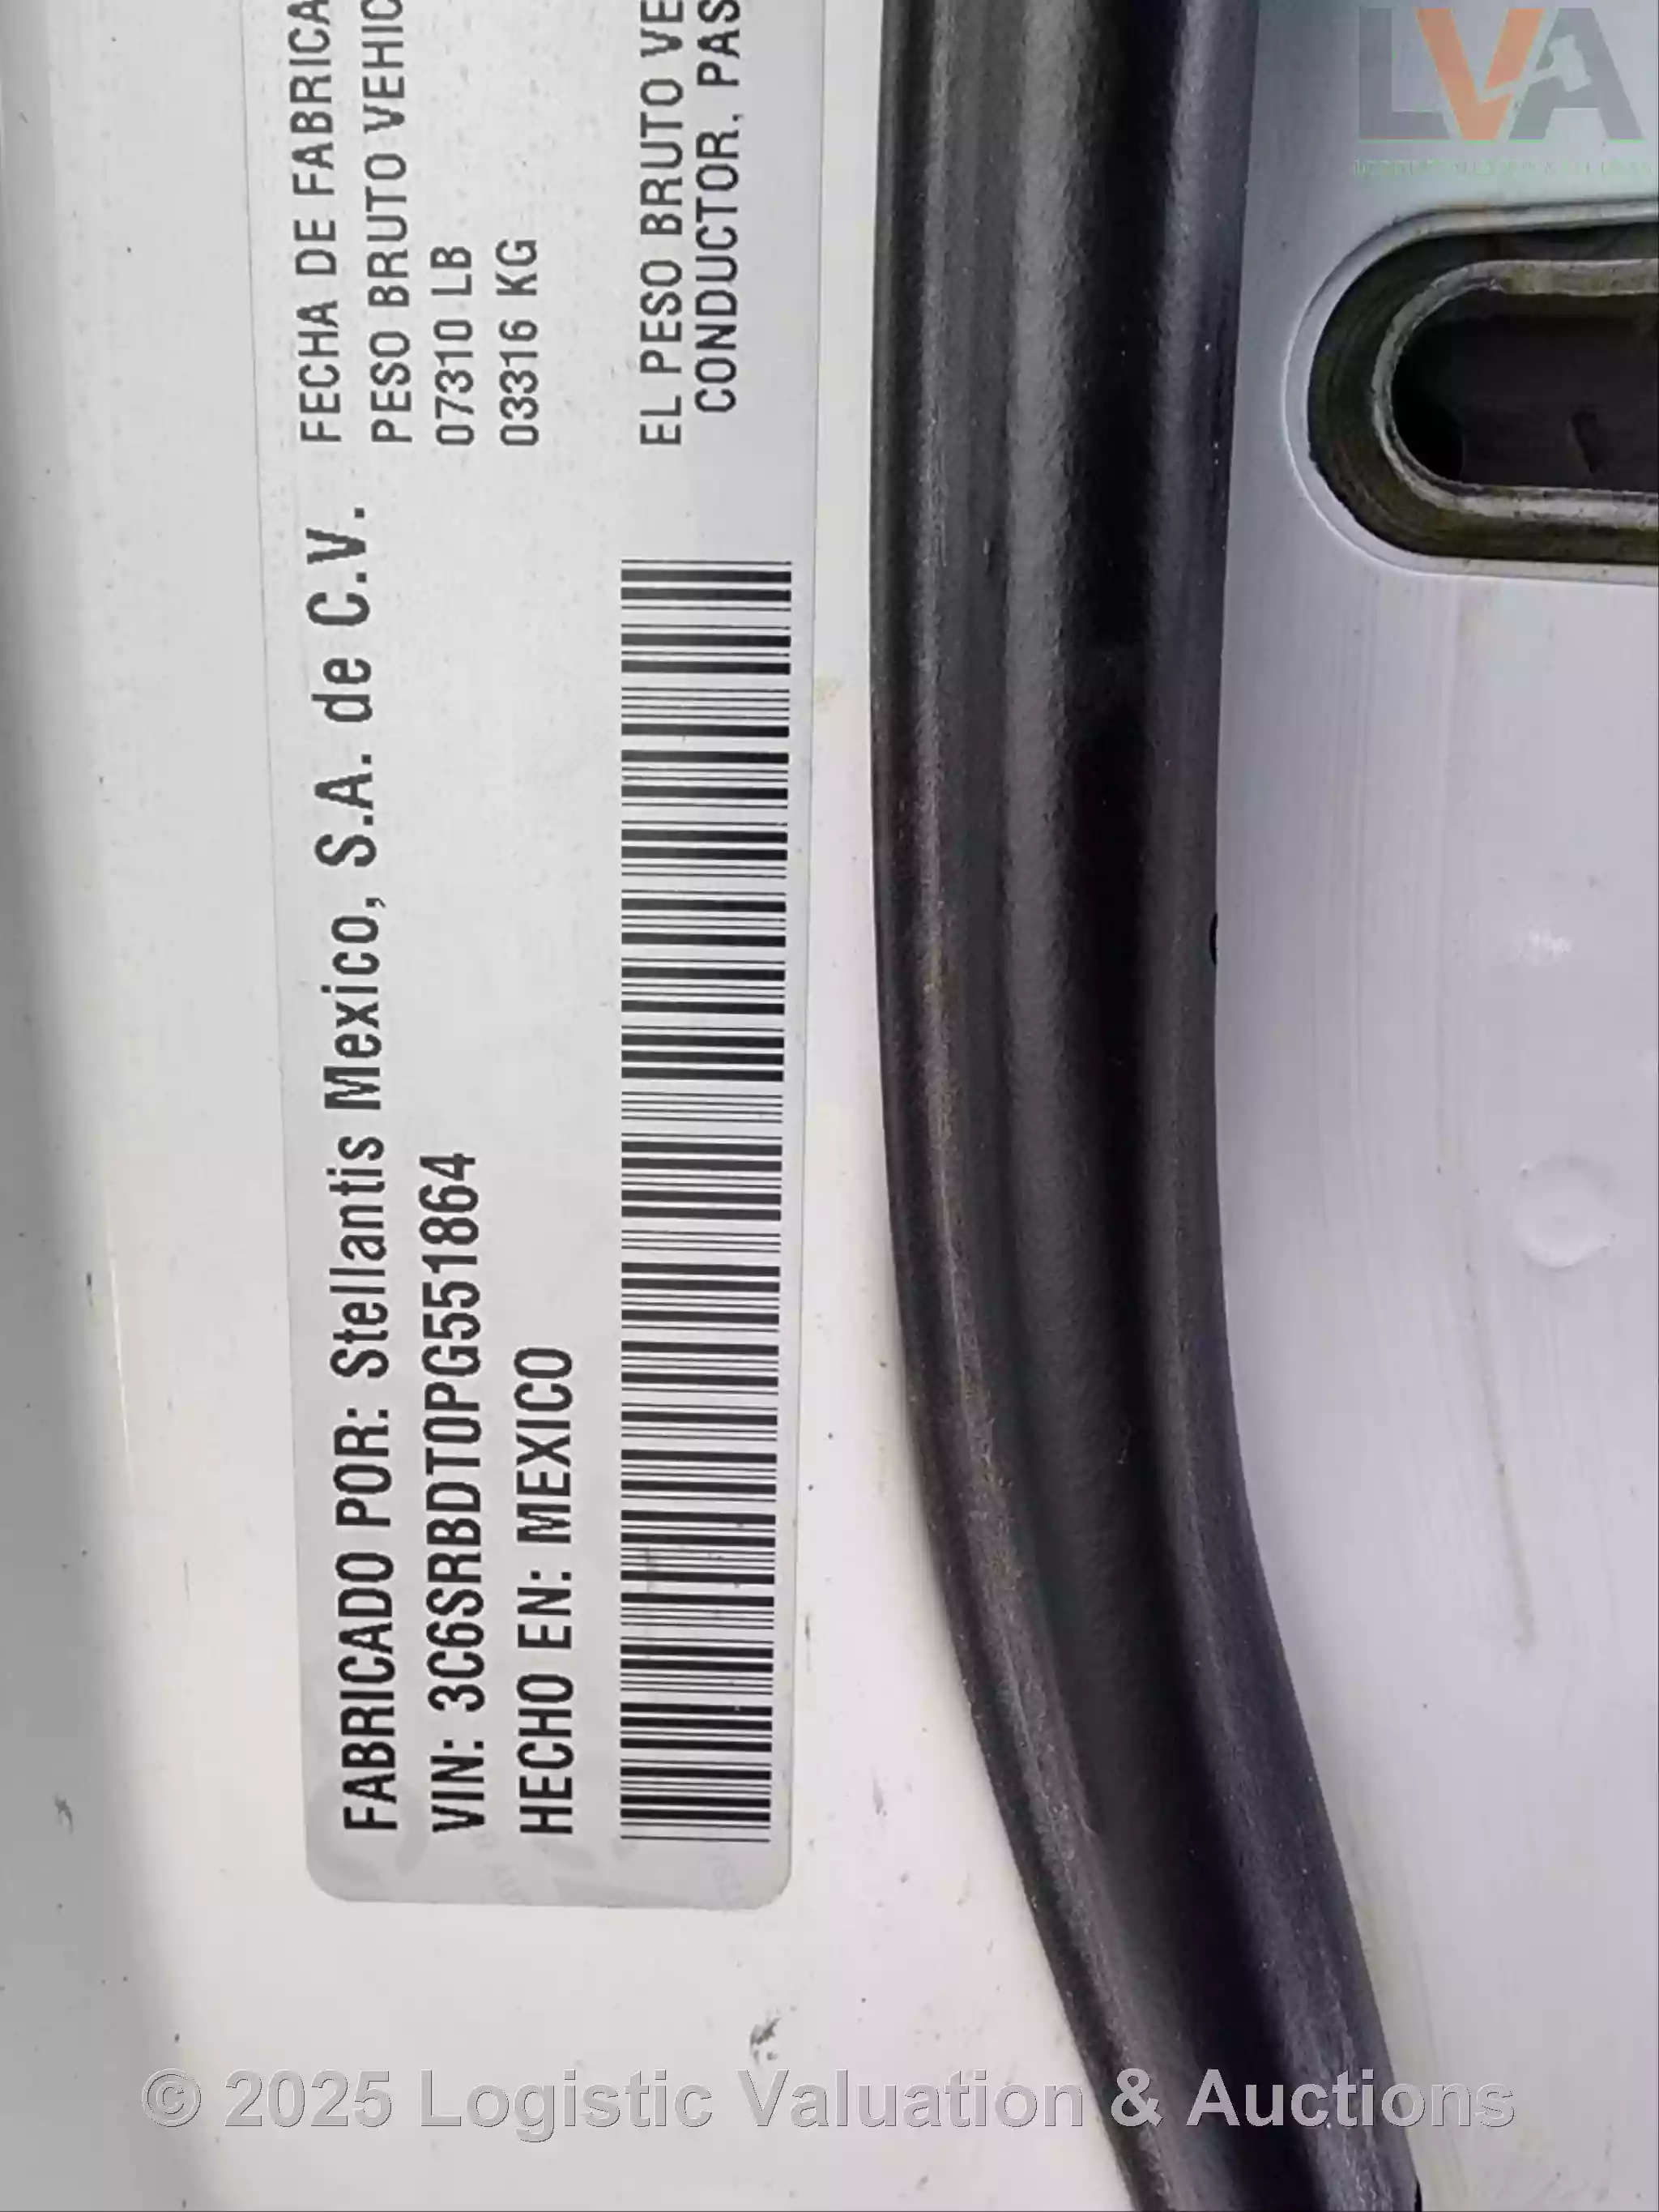 FABRICADO POR: Stellantis Mexico, S.A. de C.V.
VIN: 3C6SRBDT0PG551864
HECHO EN: MEXICO
FECHA DE FABRICA
PESO BRUTO VEHIC
07310 LB
03316 KG
EL PESO BRUTO VE
CONDUCTOR, PAS
LVA
© 2025 Logistic Valuation & Auctions